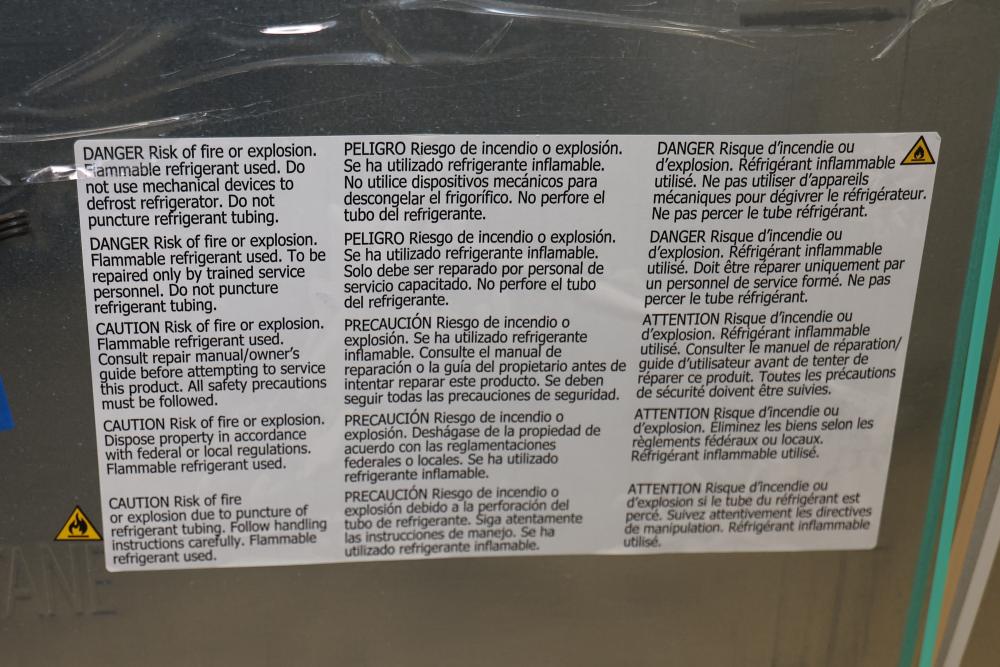 DANGER Risk of fire or explosion.
Flammable refrigerant used. Do
not use mechanical devices to
defrost refrigerator. Do not
puncture refrigerant tubing.
DANGER Risk of fire or explosion.
Flammable refrigerant used. To be
repaired only by trained service
personnel. Do not puncture
refrigerant tubing.
CAUTION Risk of fire or explosion.
Flammable refrigerant used.
Consult repair manual/owner's
guide before attempting to service
this product. All safety precautions
must be followed.
CAUTION Risk of fire or explosion.
Dispose property in accordance
with federal or local regulations.
Flammable refrigerant used.
CAUTION Risk of fire
or explosion due to puncture of
refrigerant tubing. Follow handling
instructions carefully. Flammable
refrigerant used.
PELIGRO Riesgo de incendio o explosión.
Se ha utilizado refrigerante inflamable.
No utilice dispositivos mecánicos para
descongelar el frigorífico. No perfore el
tubo del refrigerante.
PELIGRO Riesgo de incendio o explosión.
Se ha utilizado refrigerante inflamable.
Solo debe ser reparado por personal de
servicio capacitado. No perfore el tubo
del refrigerante.
PRECAUCIÓN Riesgo de incendio o
explosión. Se ha utilizado refrigerante
inflamable. Consulte el manual de
reparación o la guía del propietario antes de
intentar reparar este producto. Se deben
seguir todas las precauciones de seguridad.
PRECAUCIÓN Riesgo de incendio o
explosión. Deshágase de la propiedad de
acuerdo con las reglamentaciones
federales o locales. Se ha utilizado
refrigerante inflamable.
PRECAUCIÓN Riesgo de incendio o
explosión debido a la perforación del
tubo de refrigerante. Siga atentamente
las instrucciones de manejo. Se ha
utilizado refrigerante inflamable.
DANGER Risque d'incendie ou
d'explosion. Réfrigérant inflammable
utilisé. Ne pas utiliser d'appareils
mécaniques pour dégivrer le réfrigérateur.
Ne pas percer le tube réfrigérant.
DANGER Risque d'incendie ou
d'explosion. Réfrigérant inflammable
utilisé. Doit être réparer uniquement par
un personnel de service formé. Ne pas
percer le tube réfrigérant.
ATTENTION Risque d'incendie ou
d'explosion. Réfrigérant inflammable
utilisé. Consulter le manuel de réparation/
guide d'utilisateur avant de tenter de
réparer ce produit. Toutes les précautions
de sécurité doivent être suivies.
ATTENTION Risque d'incendie ou
d'explosion. Éliminez les biens selon les
règlements fédéraux ou locaux.
Réfrigérant inflammable utilisé.
ATTENTION Risque d'incendie ou
d'explosion si le tube du réfrigérant est
percé. Suivez attentivement les directives
de manipulation. Réfrigérant inflammable
utilisé.